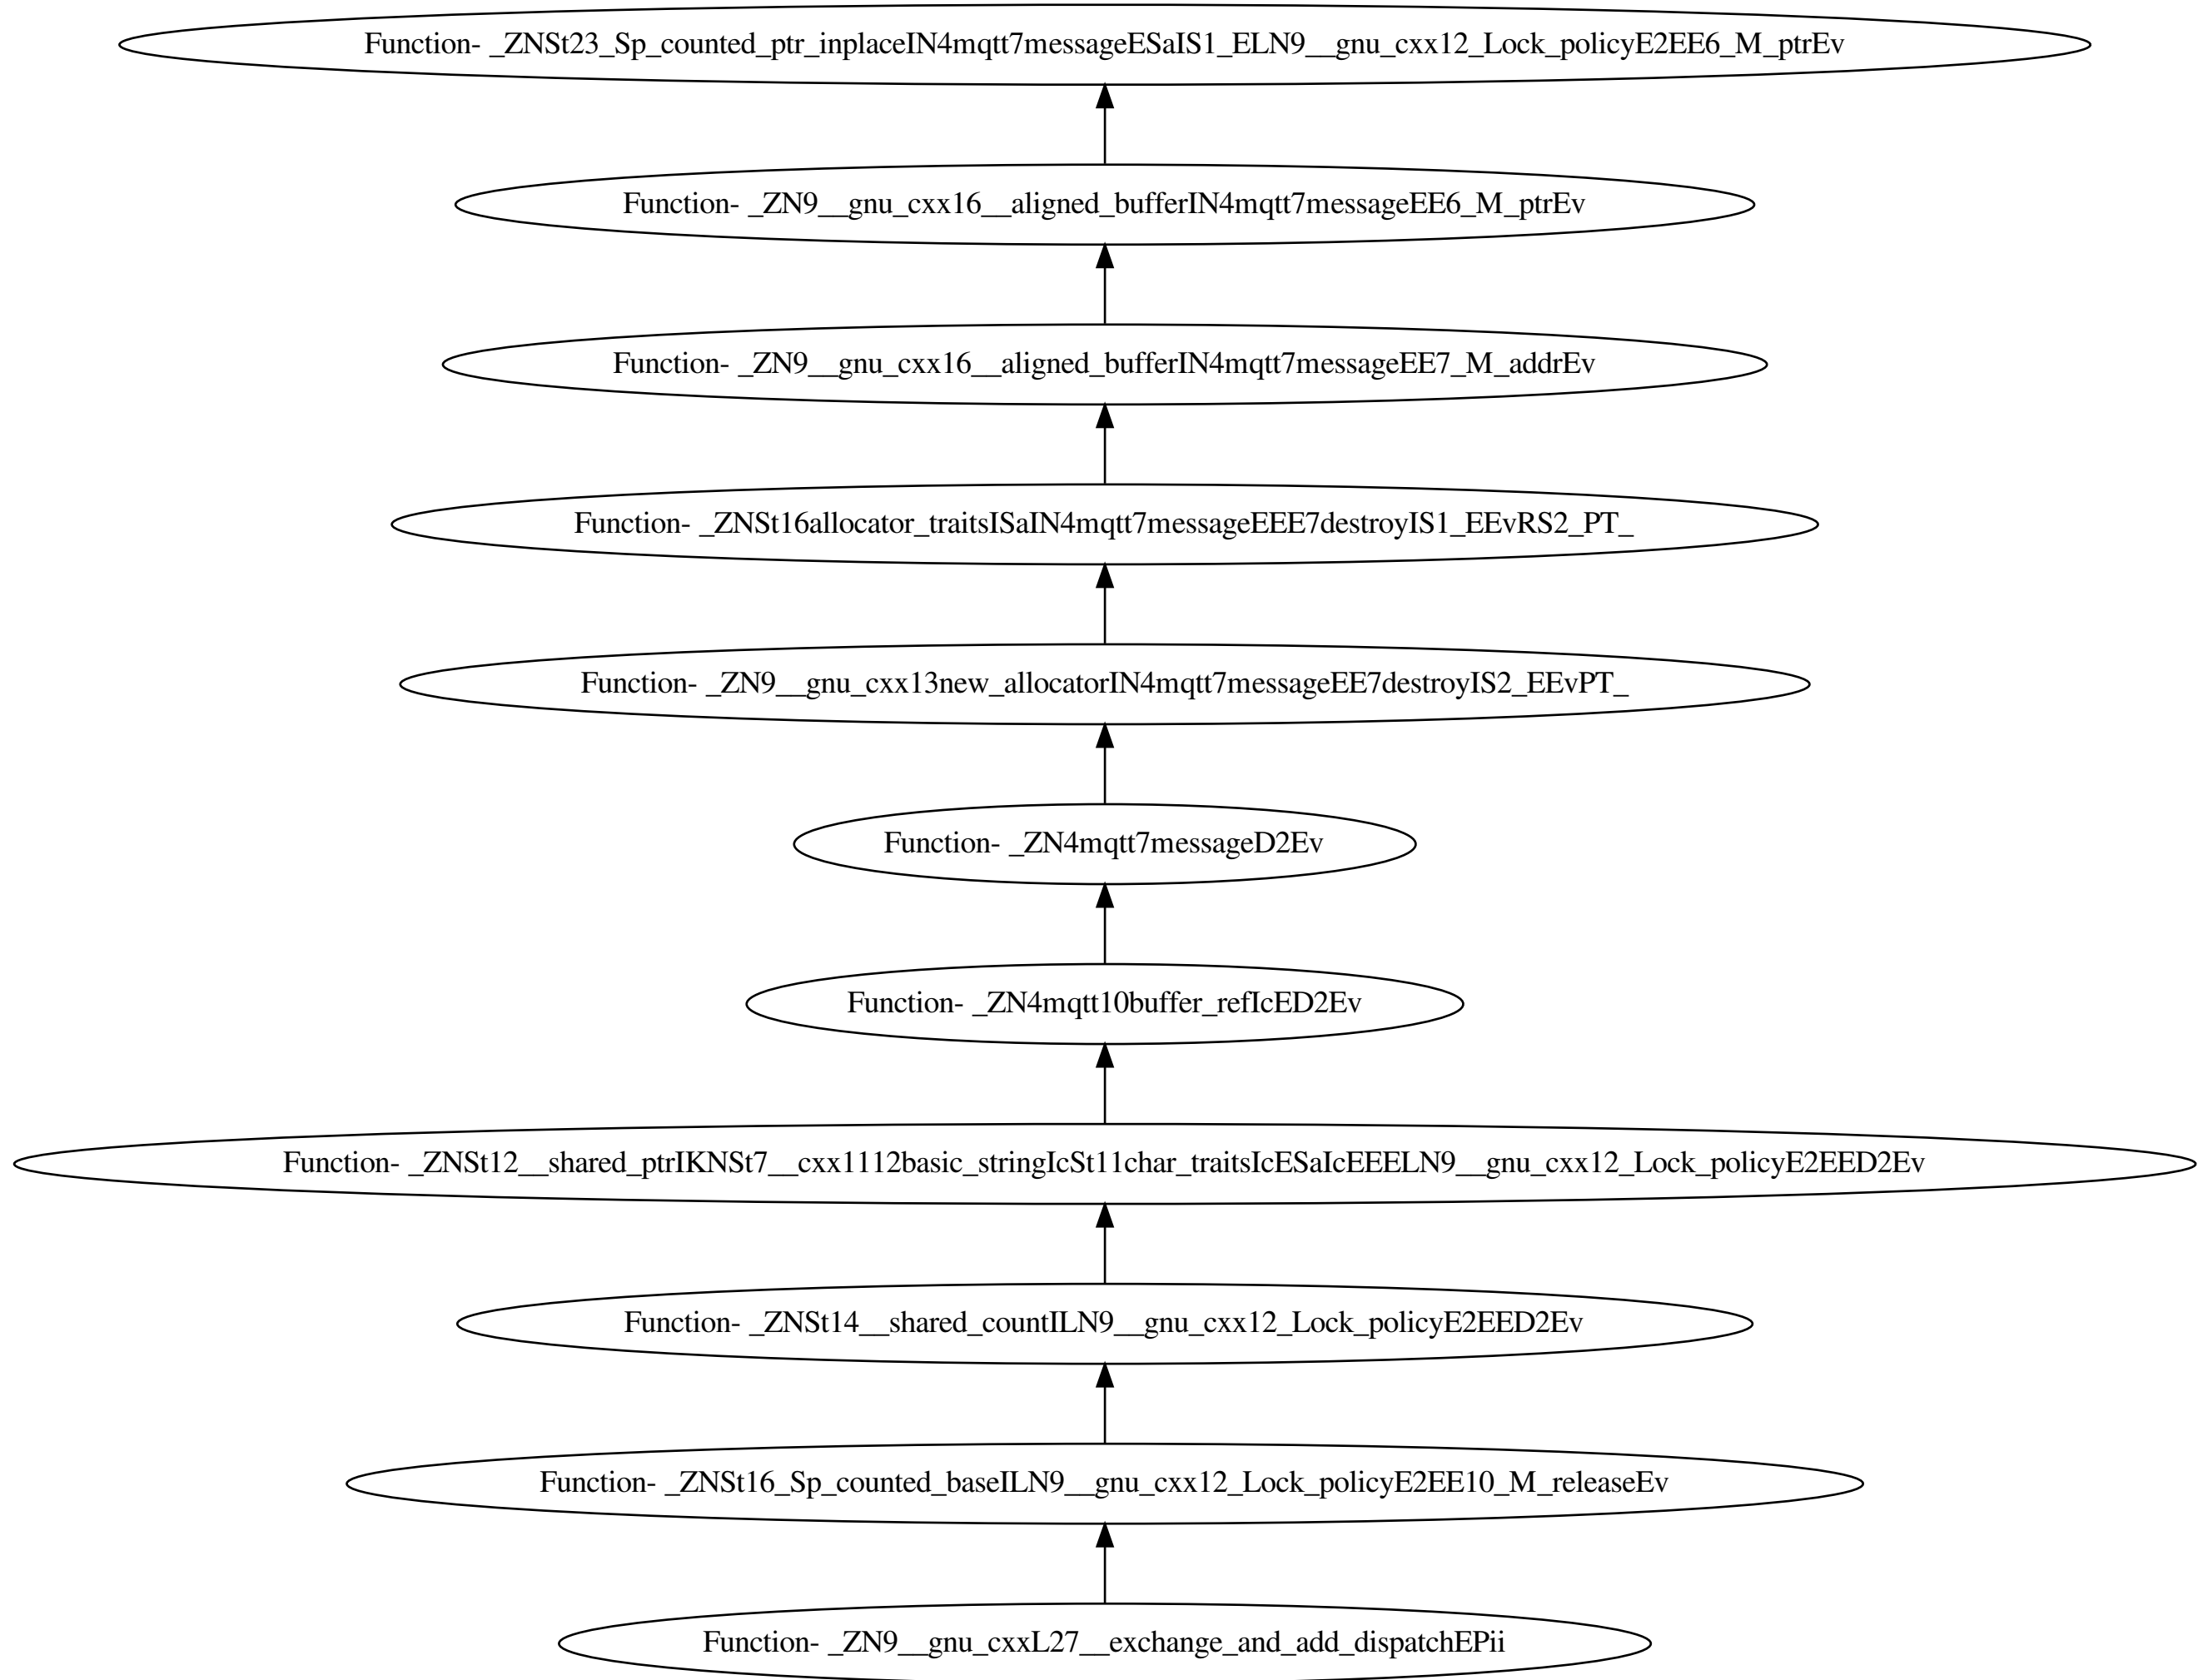 Function- _ZNSt23_Sp_counted_ptr_inplaceIN4mqtt7messageESaIS1_ELN9__gnu_cxx12_Lock_policyE2EE6_M_ptrEv
Function- _ZN9__gnu_cxx16__aligned_bufferIN4mqtt7messageEE6_M_ptrEv
Function- _ZN9__gnu_cxx16__aligned_bufferIN4mqtt7messageEE7_M_addrEv
Function- _ZNSt16allocator_traitsISaIN4mqtt7messageEEE7destroyIS1_EEvRS2_PT_
Function- _ZN9__gnu_cxx13new_allocatorIN4mqtt7messageEE7destroyIS2_EEvPT_
Function- _ZN4mqtt7messageD2Ev
Function- _ZN4mqtt10buffer_refIcED2Ev
Function- _ZNSt12__shared_ptrIKNSt7__cxx1112basic_stringIcSt11char_traitsIcESaIcEEELN9__gnu_cxx12_Lock_policyE2EED2Ev
Function- _ZNSt14__shared_countILN9__gnu_cxx12_Lock_policyE2EED2Ev
Function- _ZNSt16_Sp_counted_baseILN9__gnu_cxx12_Lock_policyE2EE10_M_releaseEv
Function- _ZN9__gnu_cxxL27__exchange_and_add_dispatchEPii